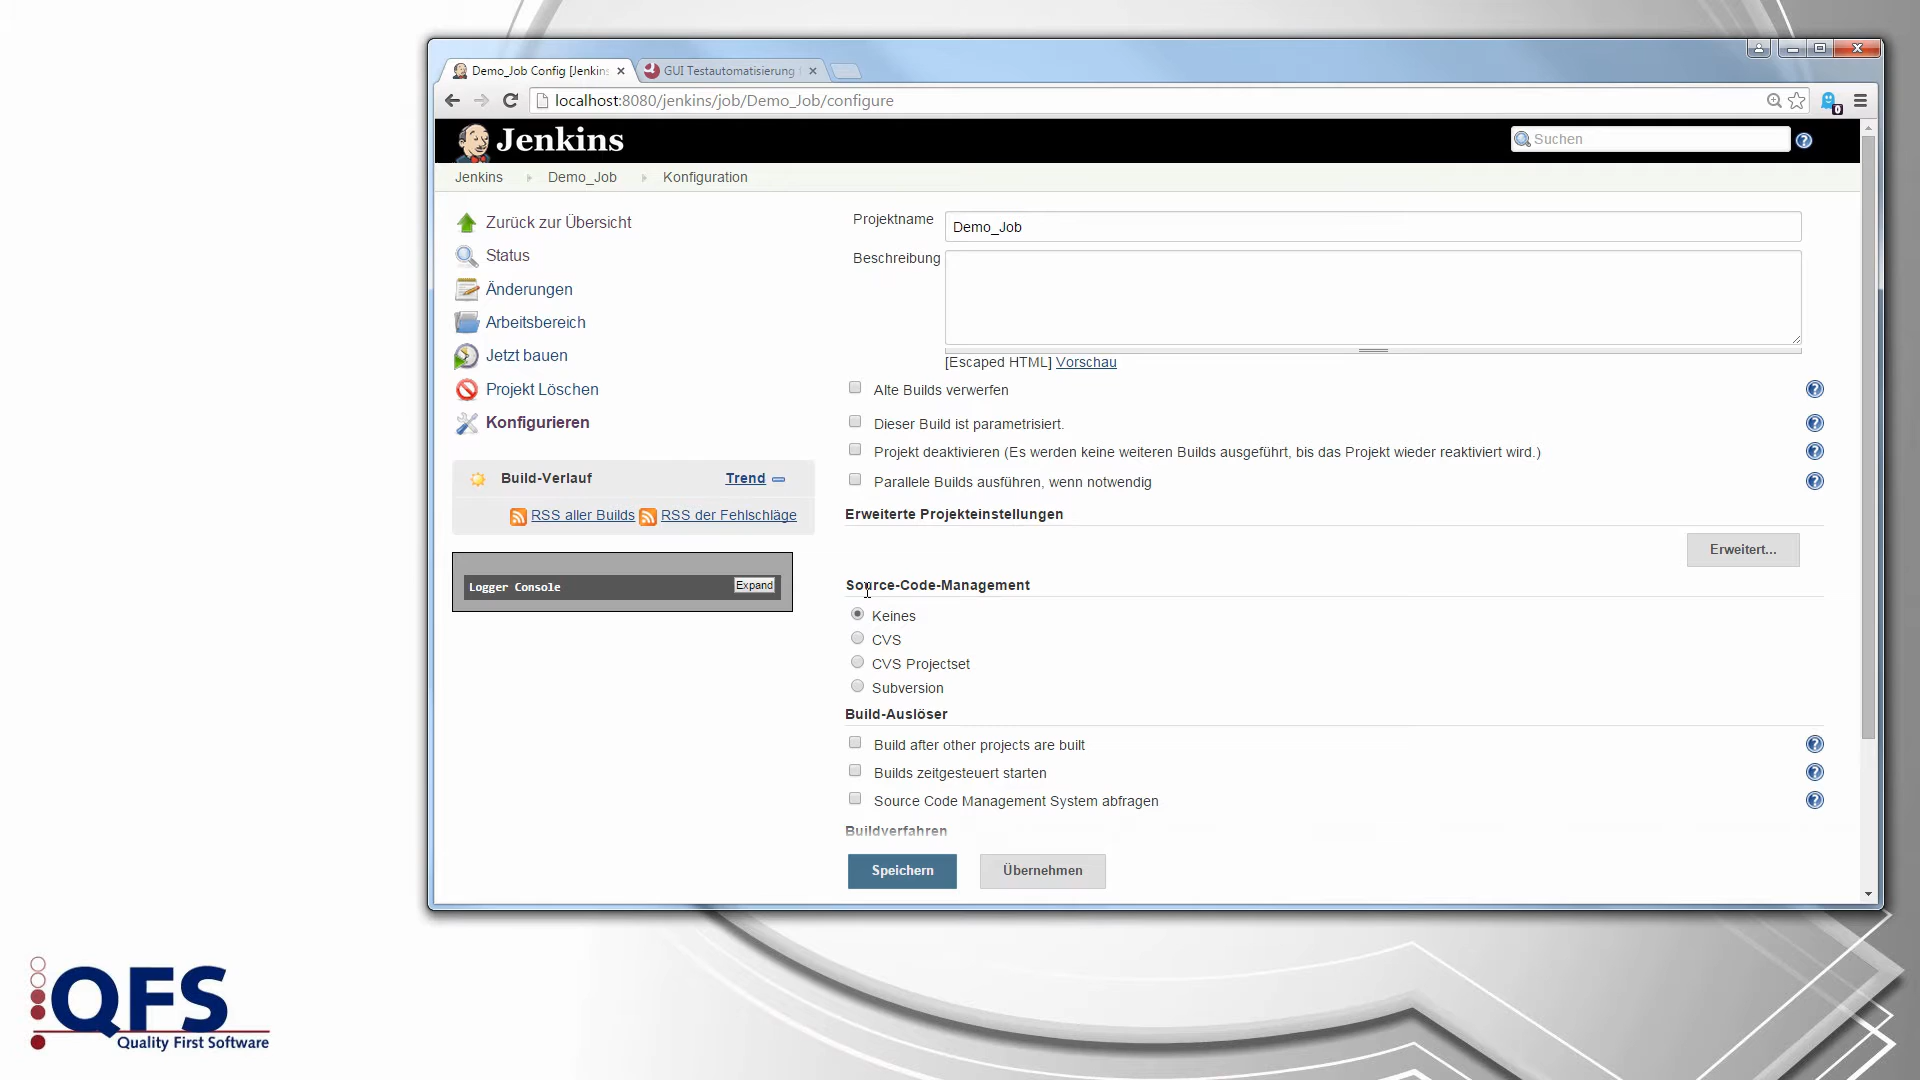 Demo_Job Config [Jenkins
GUI Testautomatisierung
localhost:8080/jenkins/job/Demo_Job/configure
0
Jenkins
Suchen
Jenkins Demo_Job Konfiguration
Zurück zur Übersicht
Status
Änderungen
Arbeitsbereich
Jetzt bauen
Projekt Löschen
Konfigurieren
Build-Verlauf Trend
RSS aller Builds RSS der Fehlschläge
Logger Console Expand
Projektname Demo_Job
Beschreibung
[Escaped HTML] Vorschau
Alte Builds verwerfen
Dieser Build ist parametrisiert.
Projekt deaktivieren (Es werden keine weiteren Builds ausgeführt, bis das Projekt wieder reaktiviert wird.)
Parallele Builds ausführen, wenn notwendig
Erweiterte Projekteinstellungen
Erweitert...
Source-Code-Management
Keines
CVS
CVS Projectset
Subversion
Build-Auslöser
Build after other projects are built
Builds zeitgesteuert starten
Source Code Management System abfragen
Buildverfahren
Speichern Übernehmen
QFS
Quality First Software